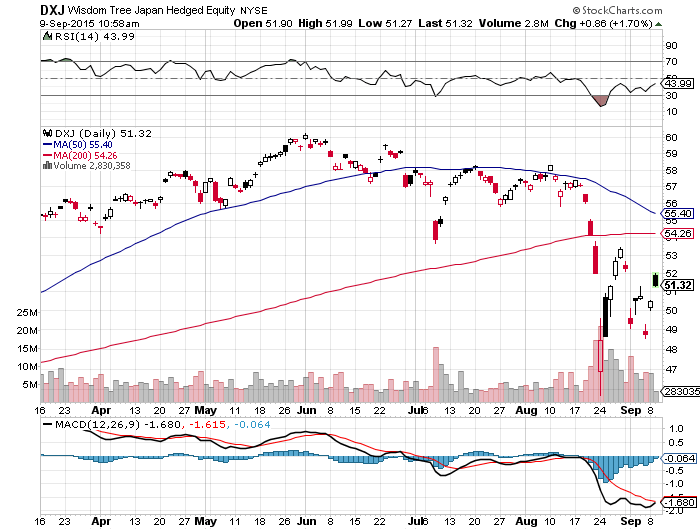 DXJ Wisdom Tree Japan Hedged Equity NYSE © StockCharts.com
9-Sep-2015 10:58am Open 51.90 High 51.99 Low 51.27 Last 51.32 Volume 2.8M Chg +0.86 (+1.70%)
RSI(14) 43.99
90
70
50
43.99
30
10
DXJ (Daily) 51.32
MA(50) 55.40
MA(200) 54.26
Volume 2,830,358
60
59
58
57
56
55.40
55
54.26
53
52
51.32
51
50
49
48
47
25M
20M
15M
10M
5M
283035
16 23 Apr 6 13 20 27 May 11 18 26 Jun 8 15 22 Jul 6 13 20 27 Aug 10 17 24 Sep 8
MACD(12,26,9) -1.680, -1.615, -0.064
1.0
0.5
0.0
-0.064
-0.5
-1.0
-1.5
-1.680
-2.0
16 23 Apr 6 13 20 27 May 11 18 26 Jun 8 15 22 Jul 6 13 20 27 Aug 10 17 24 Sep 8